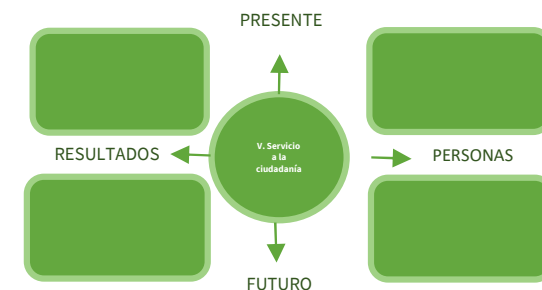 PRESENTE
V. Servicio
a la
ciudadanía
RESULTADOS
PERSONAS
FUTURO